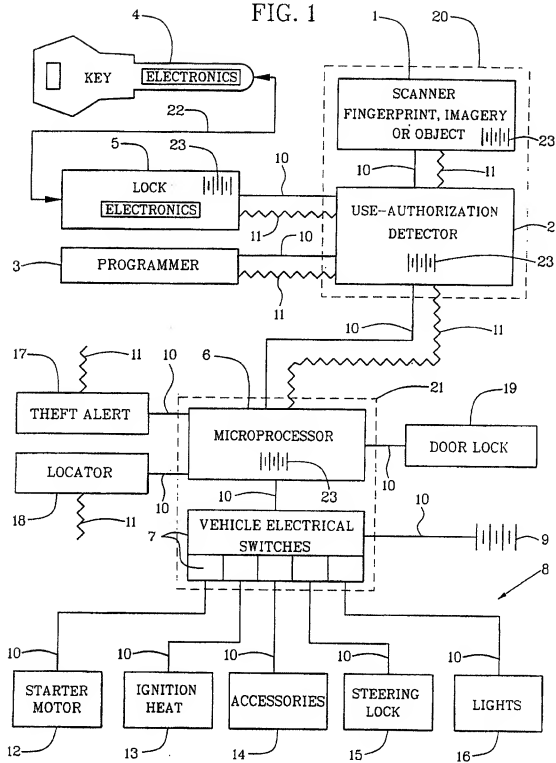 FIG. 1
4
1
20
KEY
ELECTRONICS
SCANNER
FINGERPRINT, IMAGERY
OR OBJECT
23
22
5
23
10
10
11
LOCK
ELECTRONICS
11
10
USE-AUTHORIZATION
DETECTOR
2
3
PROGRAMMER
11
23
10
11
17
11
10
6
21
19
THEFT ALERT
MICROPROCESSOR
DOOR LOCK
LOCATOR
10
23
10
18
11
10
10
7
VEHICLE ELECTRICAL
SWITCHES
9
8
10
10
10
10
10
STARTER
MOTOR
IGNITION
HEAT
ACCESSORIES
STEERING
LOCK
LIGHTS
12
13
14
15
16